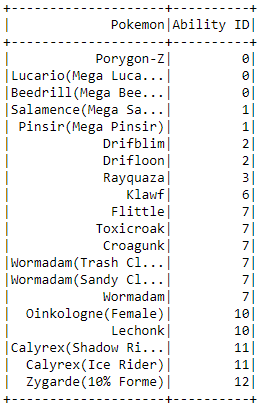 +--------------------+----------+
|             Pokemon|Ability ID|
+--------------------+----------+
|           Porygon-Z|         0|
|Lucario(Mega Luca...|         0|
|Beedrill(Mega Bee...|         0|
|Salamence(Mega Sa...|         1|
| Pinsir(Mega Pinsir)|         1|
|            Drifblim|         2|
|            Drifloon|         2|
|            Rayquaza|         3|
|               Klawf|         6|
|             Flittle|         7|
|           Toxicroak|         7|
|            Croagunk|         7|
|Wormadam(Trash Cl...|         7|
|Wormadam(Sandy Cl...|         7|
|            Wormadam|         7|
|  Oinkologne(Female)|        10|
|             Lechonk|        10|
|Calyrex(Shadow Ri...|        11|
|  Calyrex(Ice Rider)|        11|
| Zygarde(10% Forme)|        12|